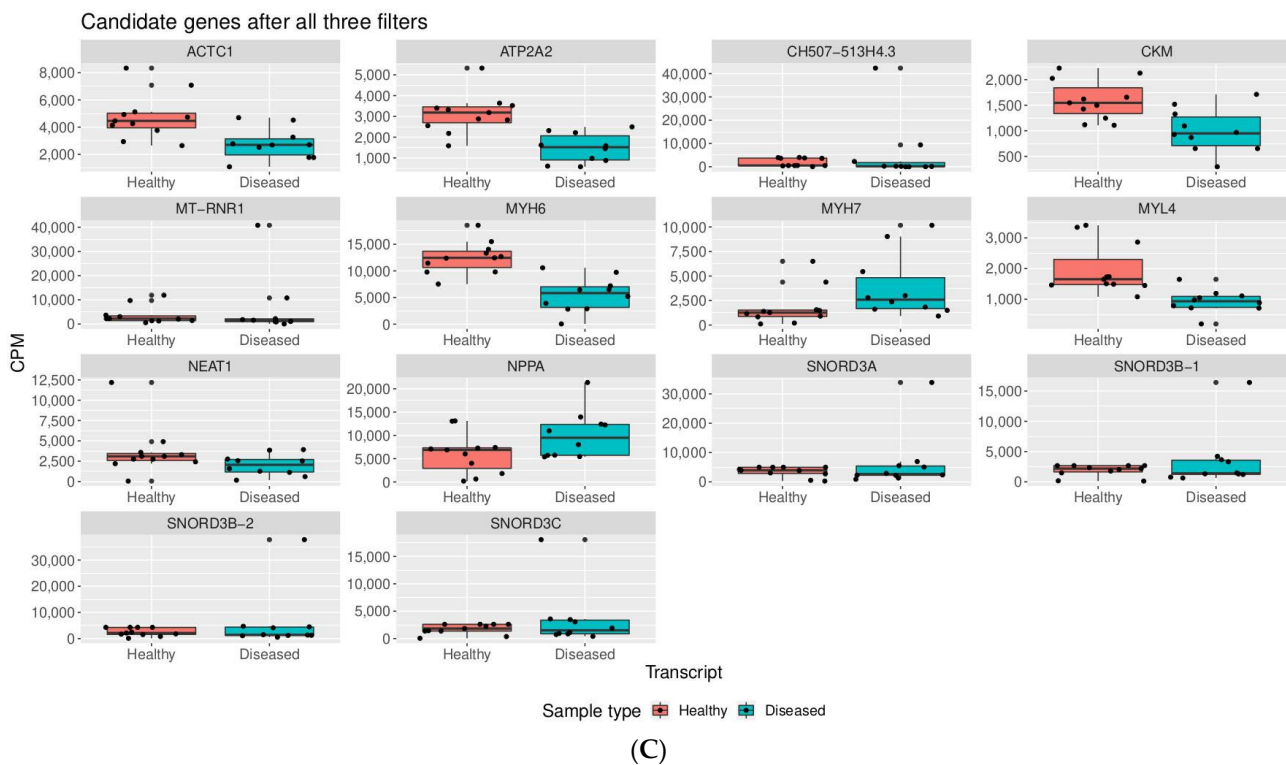 Candidate genes after all three filters
ACTC1 ATP2A2 CH507−513H4.3 CKM
8,000 6,000 4,000 2,000
5,000 4,000 3,000 2,000 1,000
40,000 30,000 20,000 10,000 0
2,000 1,500 1,000 500
Healthy Diseased Healthy Diseased Healthy Diseased Healthy Diseased
MT−RNR1 MYH6 MYH7 MYL4
40,000 30,000 20,000 10,000 0
15,000 10,000 5,000 0
10,000 7,500 5,000 2,500 0
3,000 2,000 1,000
Healthy Diseased Healthy Diseased Healthy Diseased Healthy Diseased
CPM
NEAT1 NPPA SNORD3A SNORD3B−1
12,500 10,000 7,500 5,000 2,500 0
20,000 15,000 10,000 5,000 0
30,000 20,000 10,000 0
15,000 10,000 5,000 0
Healthy Diseased Healthy Diseased Healthy Diseased Healthy Diseased
SNORD3B−2 SNORD3C
30,000 20,000 10,000 0
15,000 10,000 5,000 0
Healthy Diseased Healthy Diseased
Transcript
Sample type Healthy Diseased
(C)